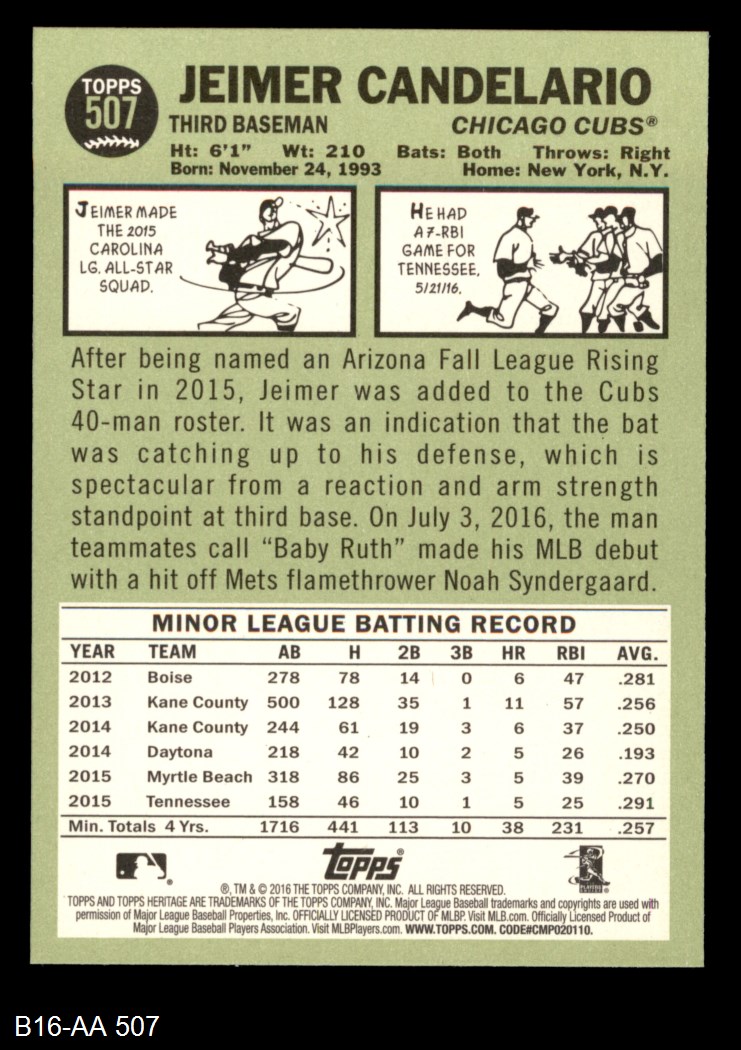 TOPPS
507
JEIMER CANDELARIO
THIRD BASEMAN CHICAGO CUBS®
Ht: 6'1" Wt: 210 Bats: Both Throws: Right
Born: November 24, 1993 Home: New York, N.Y.
JEIMER MADE
THE 2015
CAROLINA
LG. ALL-STAR
SQUAD.
HE HAD
A 7-RBI
GAME FOR
TENNESSEE,
5/21/16.
After being named an Arizona Fall League Rising
Star in 2015, Jeimer was added to the Cubs
40-man roster. It was an indication that the bat
was catching up to his defense, which is
spectacular from a reaction and arm strength
standpoint at third base. On July 3, 2016, the man
teammates call “Baby Ruth” made his MLB debut
with a hit off Mets flamethrower Noah Syndergaard.
MINOR LEAGUE BATTING RECORD
YEAR TEAM AB H 2B 3B HR RBI AVG.
2012 Boise 278 78 14 0 6 47 .281
2013 Kane County 500 128 35 1 11 57 .256
2014 Kane County 244 61 19 3 6 37 .250
2014 Daytona 218 42 10 2 5 26 .193
2015 Myrtle Beach 318 86 25 3 5 39 .270
2015 Tennessee 158 46 10 1 5 25 .291
Min. Totals 4 Yrs. 1716 441 113 10 38 231 .257
Topps®
®, TM & © 2016 THE TOPPS COMPANY, INC. ALL RIGHTS RESERVED.
TOPPS AND TOPPS HERITAGE ARE TRADEMARKS OF THE TOPPS COMPANY, INC. Major League Baseball trademarks and copyrights are used with
permission of Major League Baseball Properties, Inc. OFFICIALLY LICENSED PRODUCT OF MLBP. Visit MLB.com. Officially Licensed Product of
Major League Baseball Players Association. Visit MLBPlayers.com. WWW.TOPPS.COM. CODE#CMP020110.
B16-AA 507